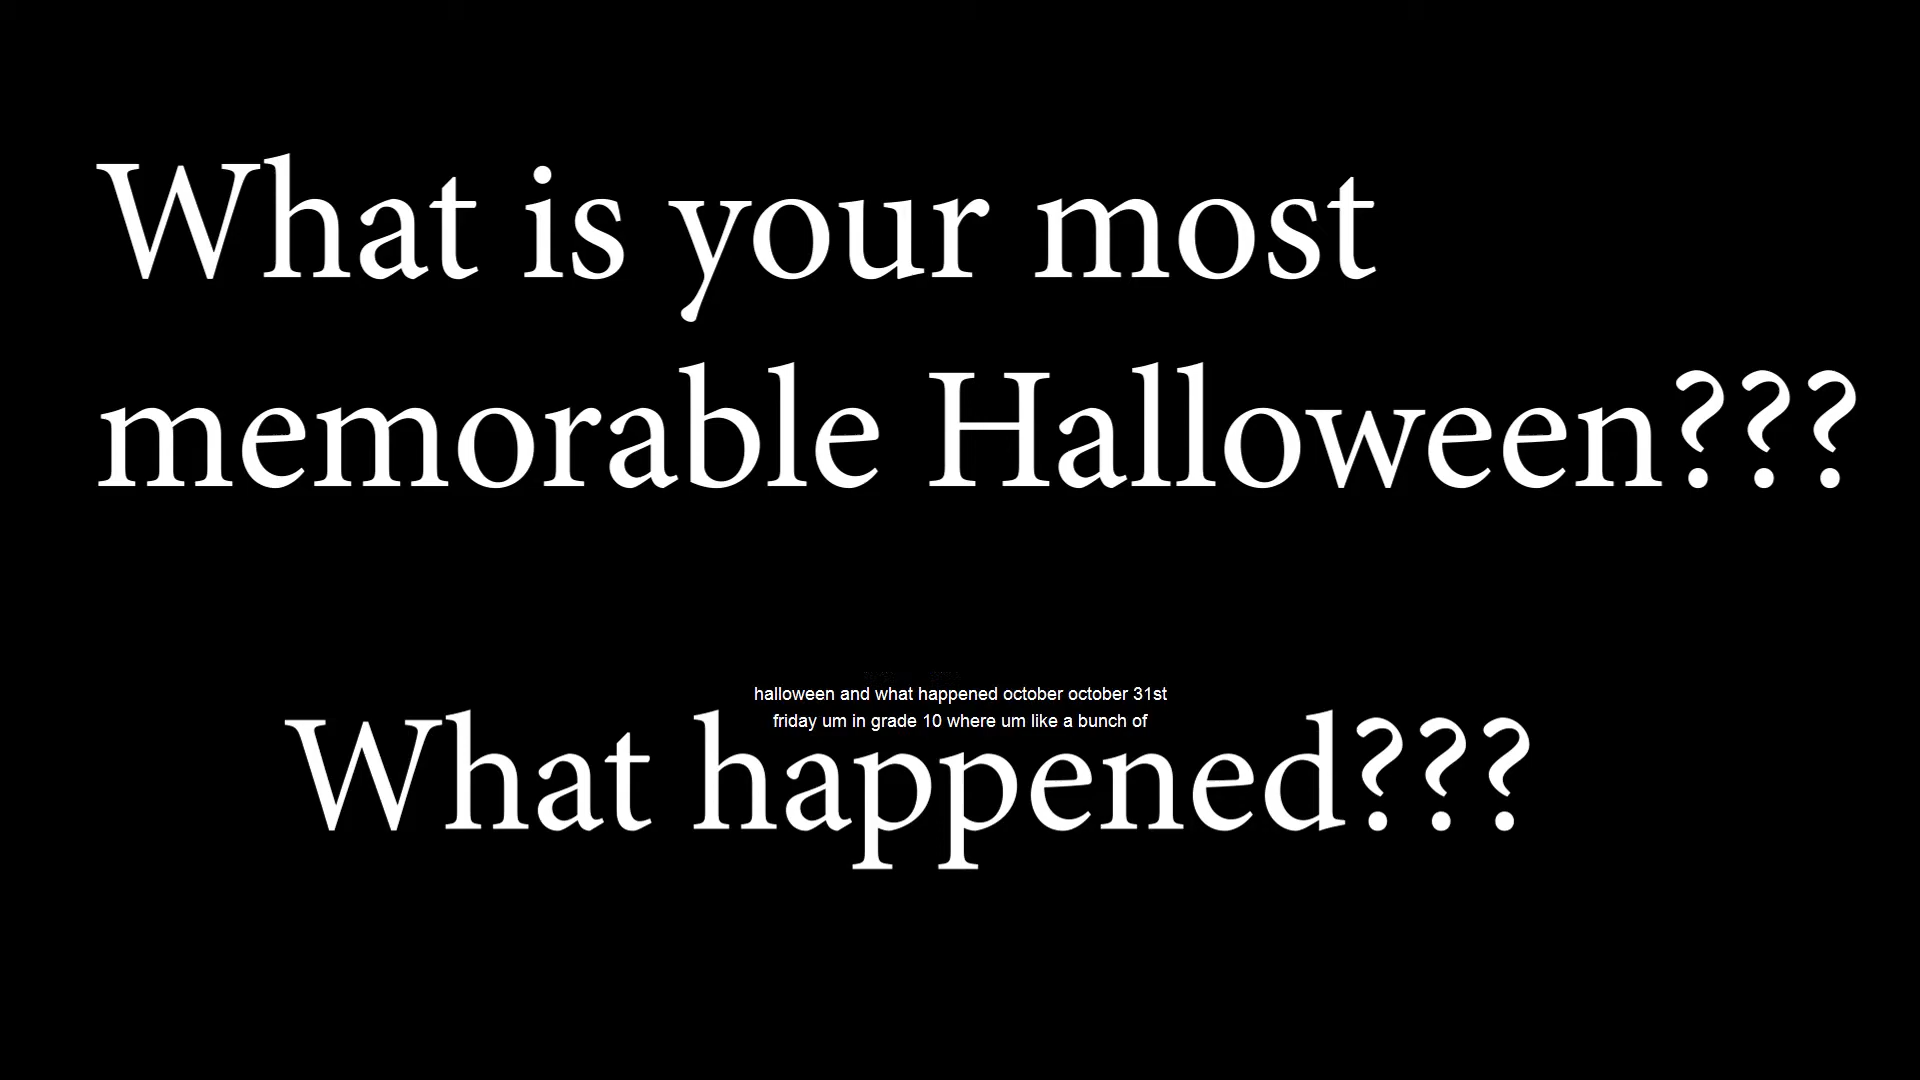 What is your most
memorable Halloween???
halloween and what happened october october 31st
friday um in grade 10 where um like a bunch of
What happened???